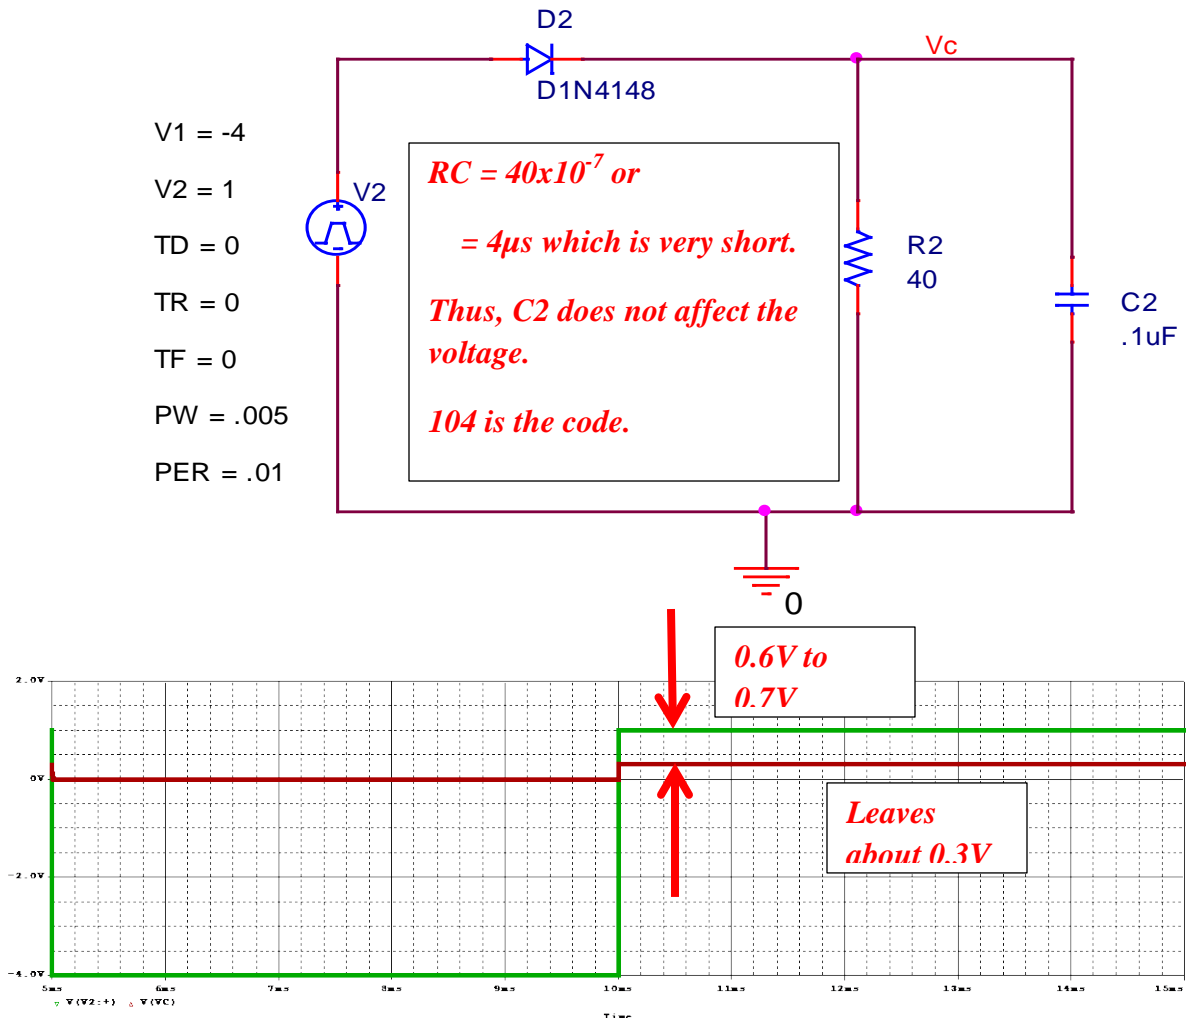 D2
Vc
D1N4148
V1 = -4
V2 = 1
TD = 0
TR = 0
TF = 0
PW = .005
PER = .01
V2
RC = 40x10⁻⁷ or
= 4µs which is very short.
Thus, C2 does not affect the
voltage.
104 is the code.
R2
40
C2
.1uF
0
0.6V to
0.7V
Leaves
about 0.3V
2.0V
0V
-2.0V
-4.0V
5ms 6ms 7ms 8ms 9ms 10ms 11ms 12ms 13ms 14ms 15ms
V(V2:+) V(VC)
Time